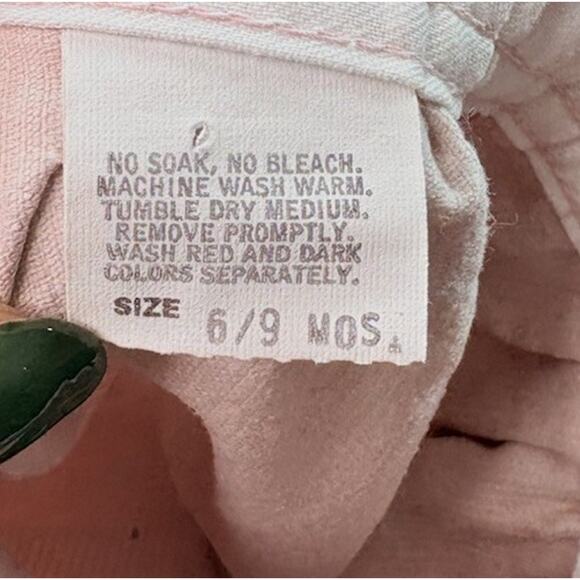 NO SOAK, NO BLEACH.
MACHINE WASH WARM.
TUMBLE DRY MEDIUM.
REMOVE PROMPTLY.
WASH RED AND DARK
COLORS SEPARATELY.
SIZE 6/9 MOS.